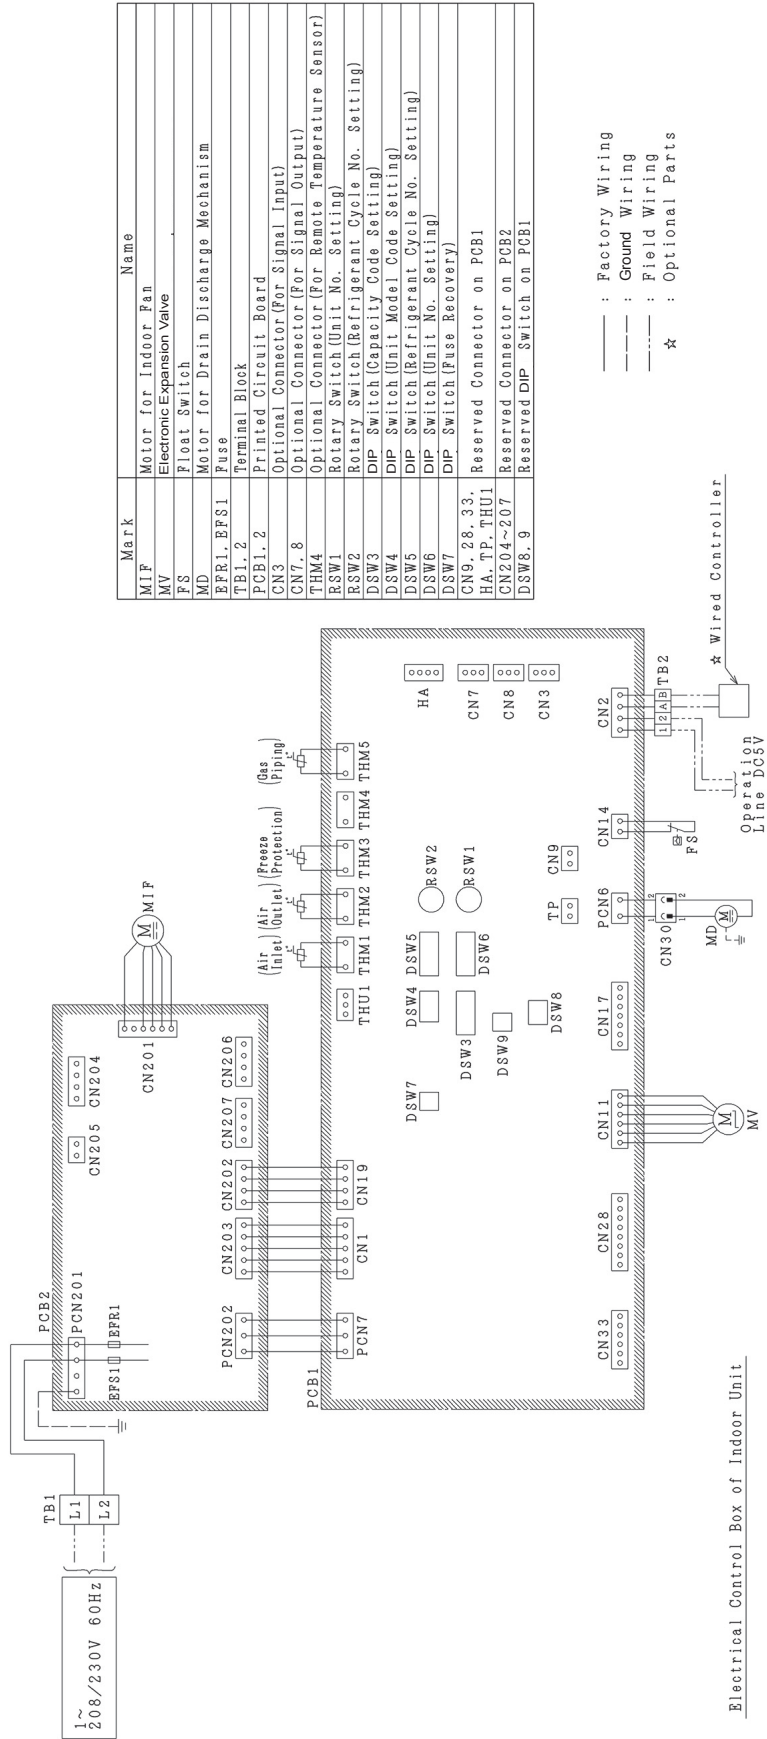 1~
208/230V 60Hz
TB1
L1
L2
PCB2
PCN201
EFS1
EFR1
CN205
CN204
CN201
MIF
M
PCN202
CN203
CN202
CN207
CN206
PCB1
PCN7
CN1
CN19
THU1
THM1
THM2
THM3
THM4
THM5
(Air
Inlet)
(Air
Outlet)
(Freeze
Protection)
(Gas
Piping)
DSW7
DSW4
DSW5
RSW2
DSW3
DSW6
RSW1
DSW9
DSW8
HA
CN7
CN8
CN3
TP
CN9
CN33
CN28
CN11
CN17
PCN6
CN14
CN2
M
MV
CN30
1 2
1 2
MD
M
FS
1 2 A B
TB2
Operation
Line DC5V
☆ Wired Controller
Electrical Control Box of Indoor Unit
Mark Name
MIF Motor for Indoor Fan
MV Electronic Expansion Valve
FS Float Switch
MD Motor for Drain Discharge Mechanism
EFR1, EFS1 Fuse
TB1, 2 Terminal Block
PCB1, 2 Printed Circuit Board
CN3 Optional Connector(For Signal Input)
CN7, 8 Optional Connector(For Signal Output)
THM4 Optional Connector(For Remote Temperature Sensor)
RSW1 Rotary Switch(Unit No. Setting)
RSW2 Rotary Switch(Refrigerant Cycle No. Setting)
DSW3 DIP Switch(Capacity Code Setting)
DSW4 DIP Switch(Unit Model Code Setting)
DSW5 DIP Switch(Refrigerant Cycle No. Setting)
DSW6 DIP Switch(Unit No. Setting)
DSW7 DIP Switch(Fuse Recovery)
CN9, 28, 33,
HA, TP, THU1 Reserved Connector on PCB1
CN204~207 Reserved Connector on PCB2
DSW8, 9 Reserved DIP Switch on PCB1
: Factory Wiring
: Ground Wiring
: Field Wiring
☆ : Optional Parts